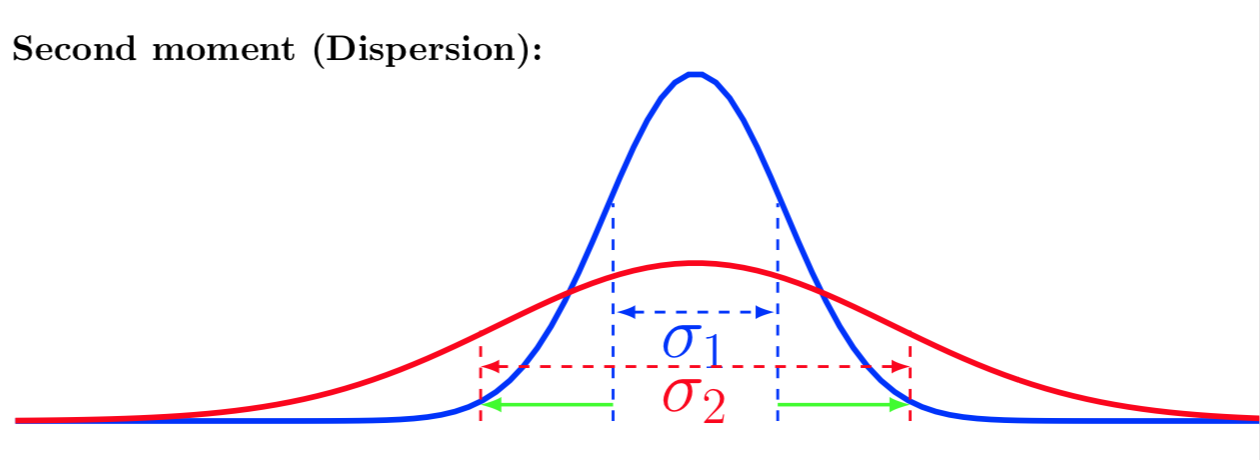 Second moment (Dispersion):
σ₁
σ₂